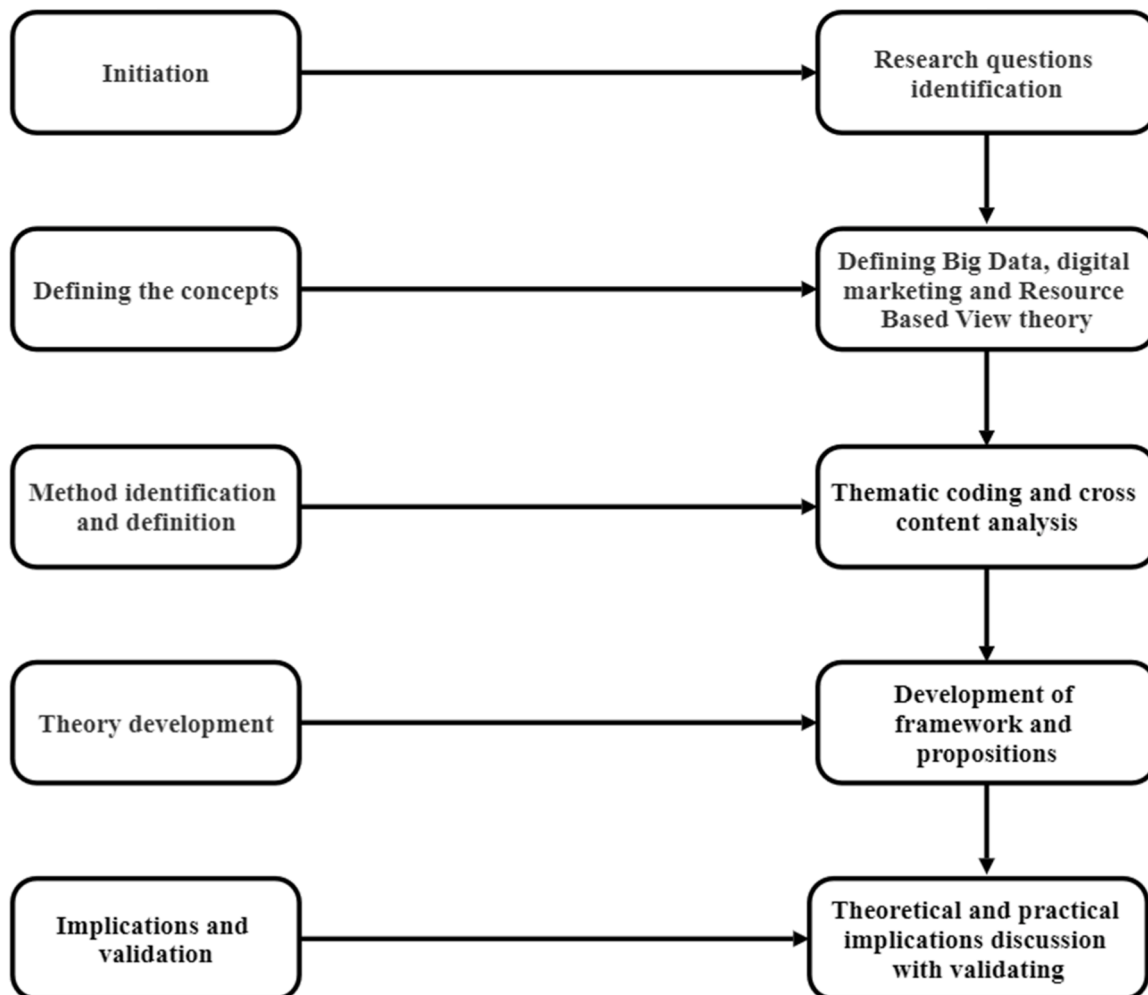 Initiation
Research questions
identification
Defining the concepts
Defining Big Data, digital
marketing and Resource
Based View theory
Method identification
and definition
Thematic coding and cross
content analysis
Theory development
Development of
framework and
propositions
Implications and
validation
Theoretical and practical
implications discussion
with validating